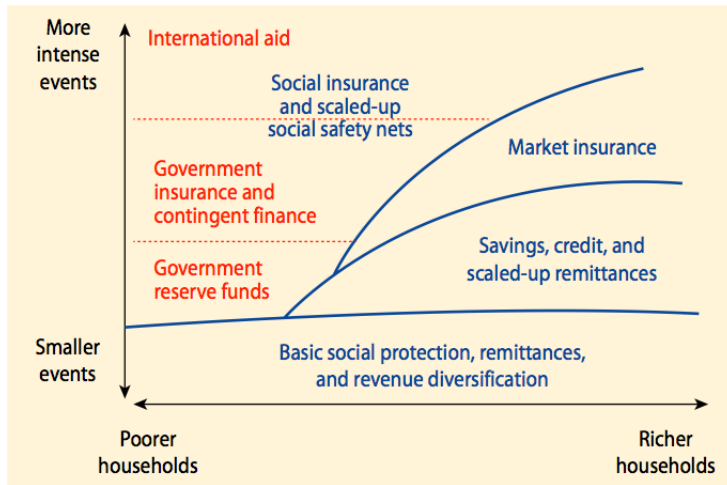 More
intense
events
International aid
Social insurance
and scaled-up
social safety nets
Market insurance
Government
insurance and
contingent finance
Savings, credit, and
scaled-up remittances
Government
reserve funds
Smaller
events
Basic social protection, remittances,
and revenue diversification
Poorer
households
Richer
households